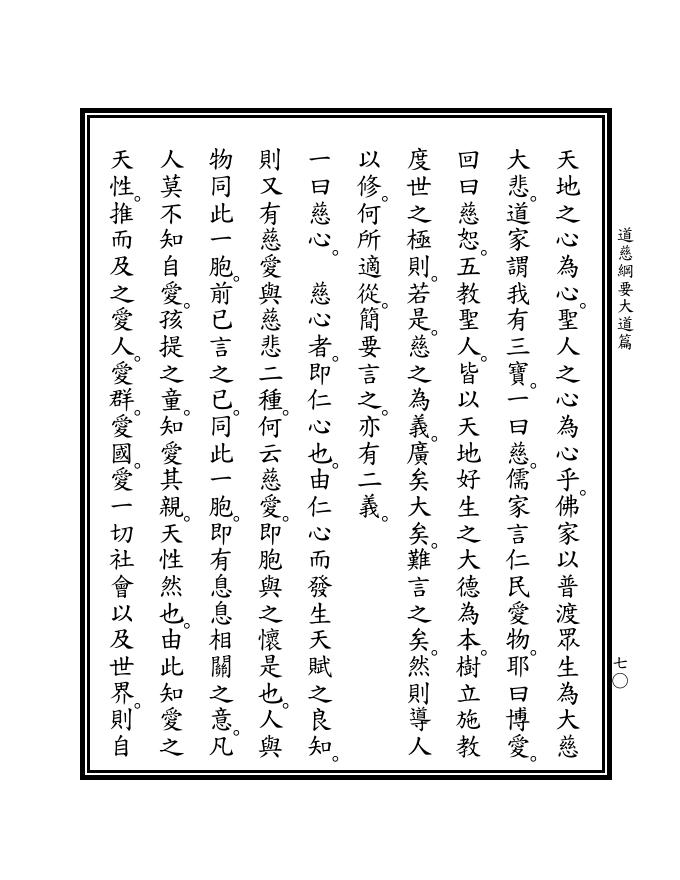 道慈綱要大道篇
七〇
天地之心為心。聖人之心為心乎。佛家以普渡眾生為大慈
大悲。道家謂我有三寶。一曰慈。儒家言仁民愛物。耶曰博愛。
回曰慈恕。五教聖人。皆以天地好生之大德為本。樹立施教
度世之極則。若是。慈之為義。廣矣大矣。難言之矣。然則導人
以修。何所適從。簡要言之。亦有二義。
一曰慈心。　慈心者。即仁心也。由仁心而發生天賦之良知。
則又有慈愛與慈悲二種。何云慈愛。即胞與之懷是也。人與
物同此一胞。前已言之已。同此一胞。即有息息相關之意。凡
人莫不知自愛。孩提之童。知愛其親。天性然也。由此知愛之
天性。推而及之愛人。愛群。愛國。愛一切社會以及世界。則自